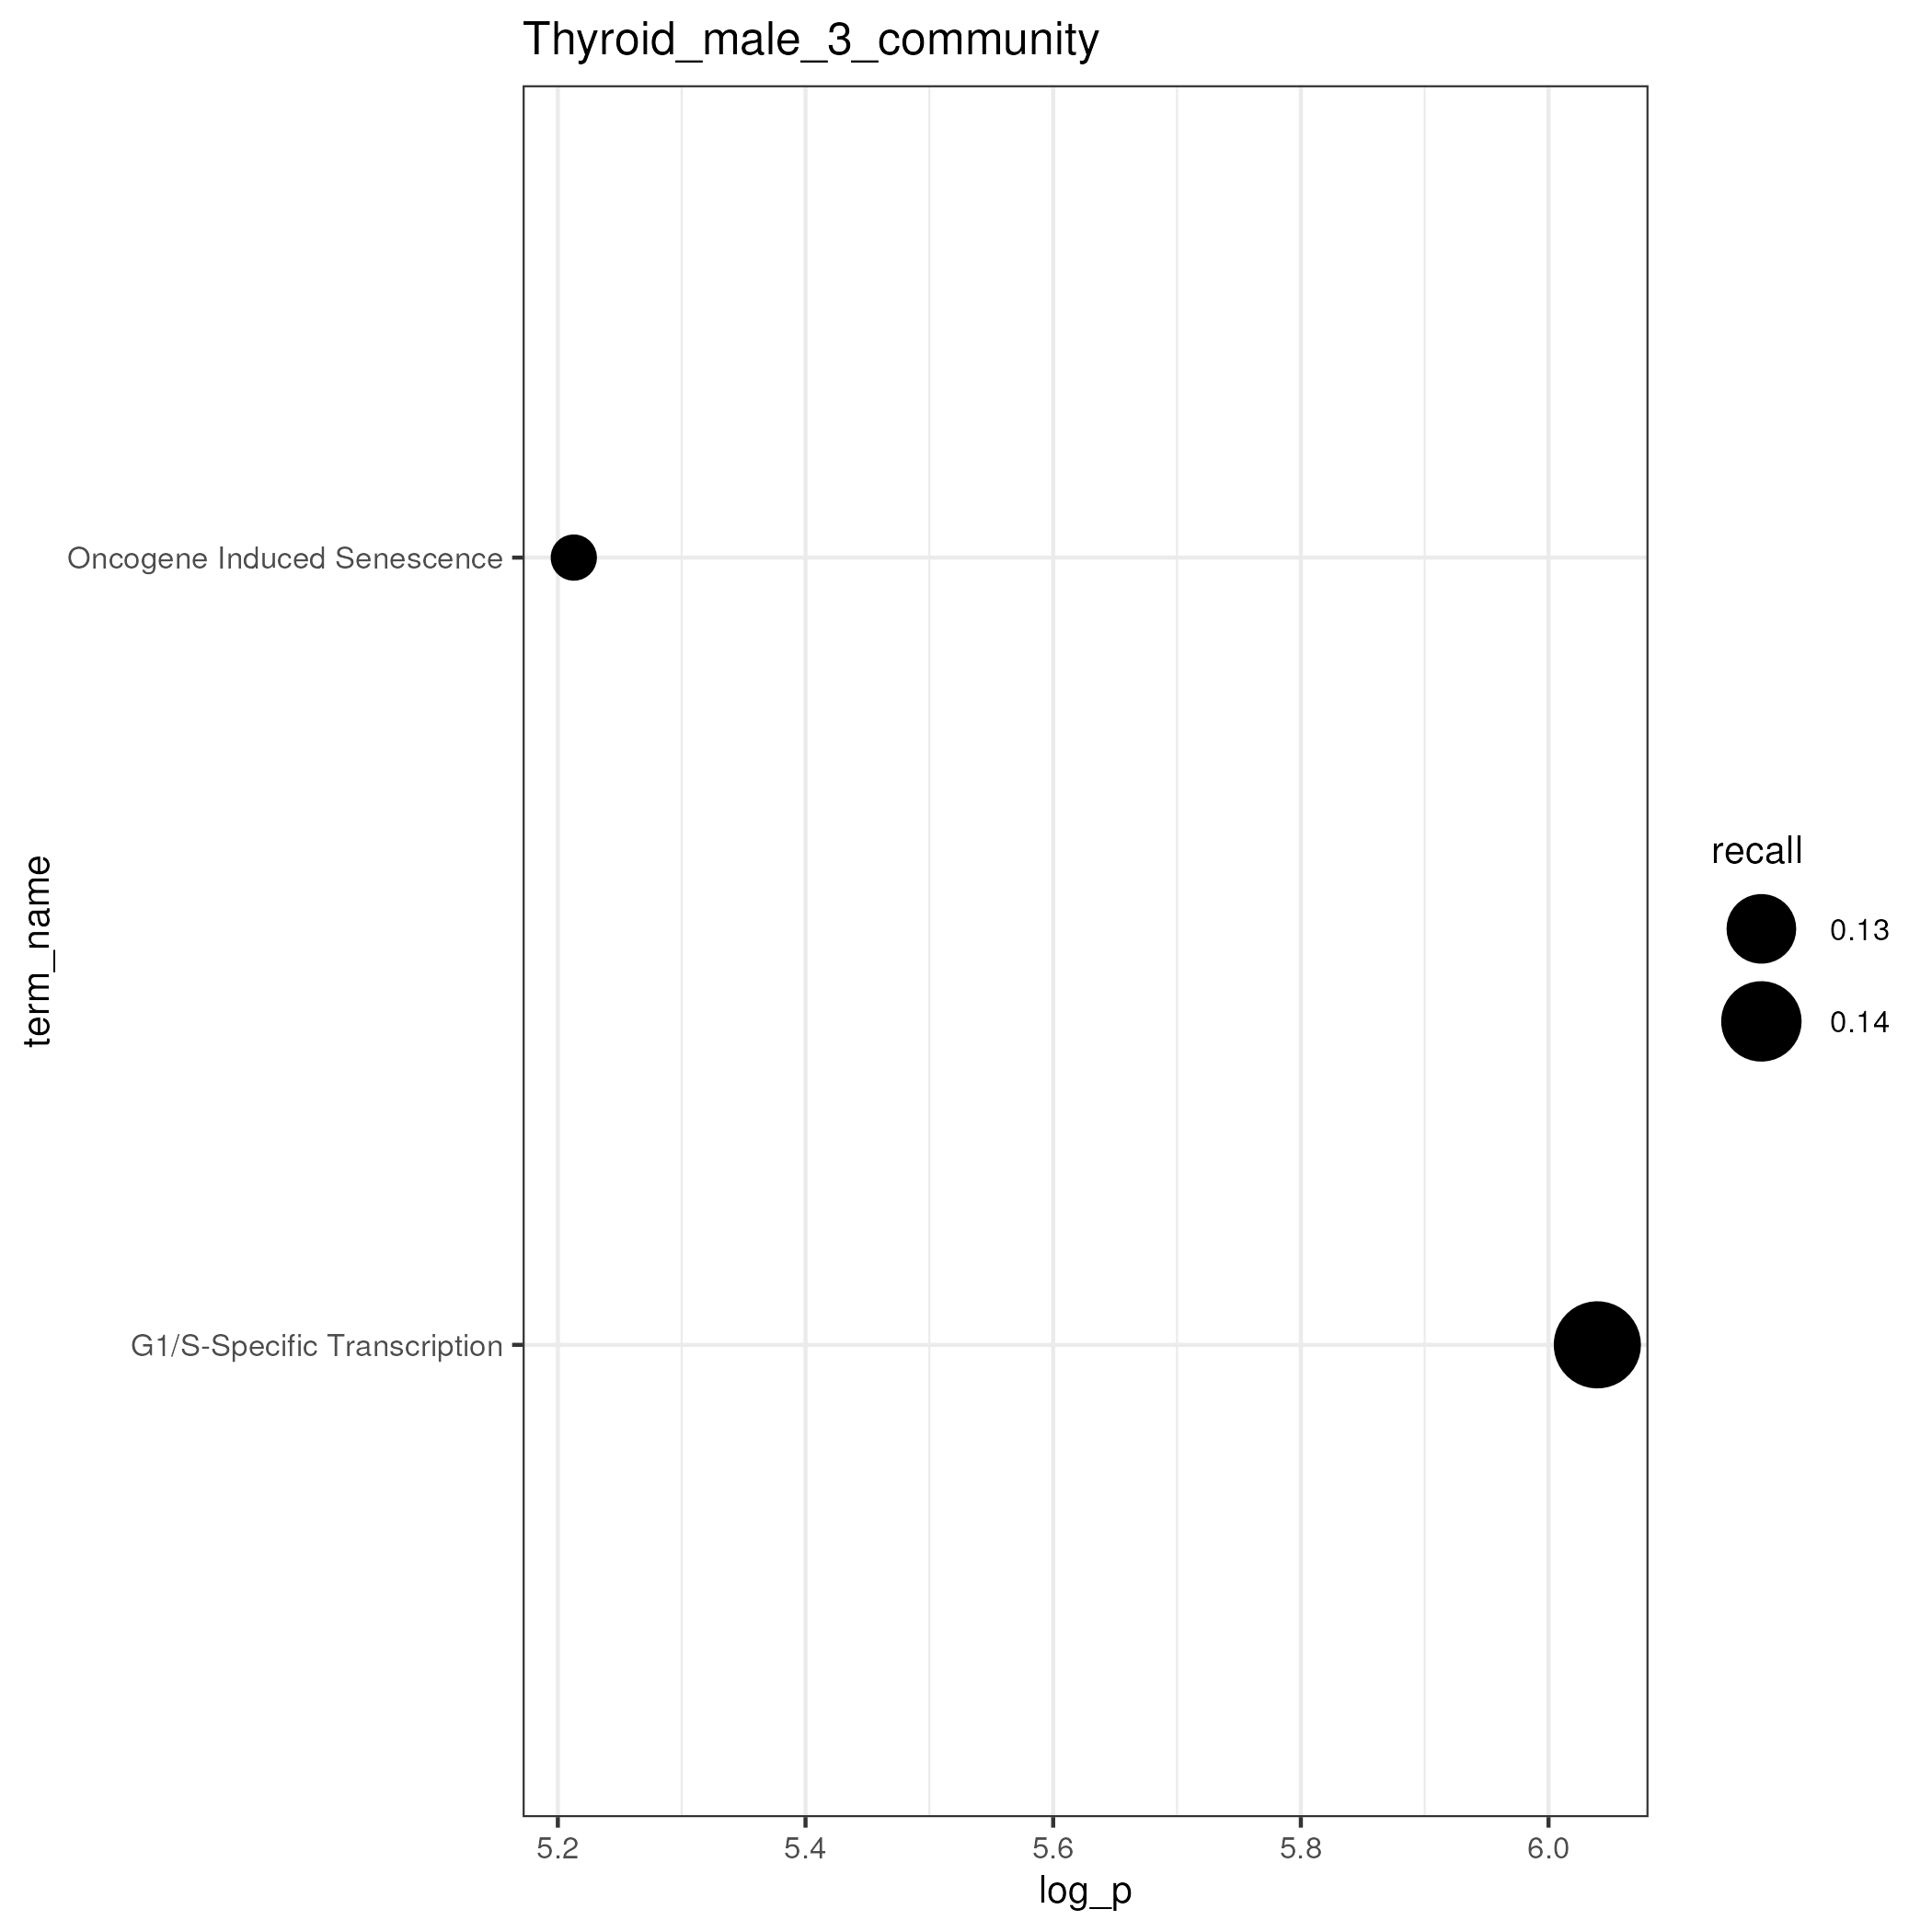 Thyroid_male_3_community
term_name
Oncogene Induced Senescence
G1/S-Specific Transcription
5.2 5.4 5.6 5.8 6.0
log_p
recall
0.13
0.14